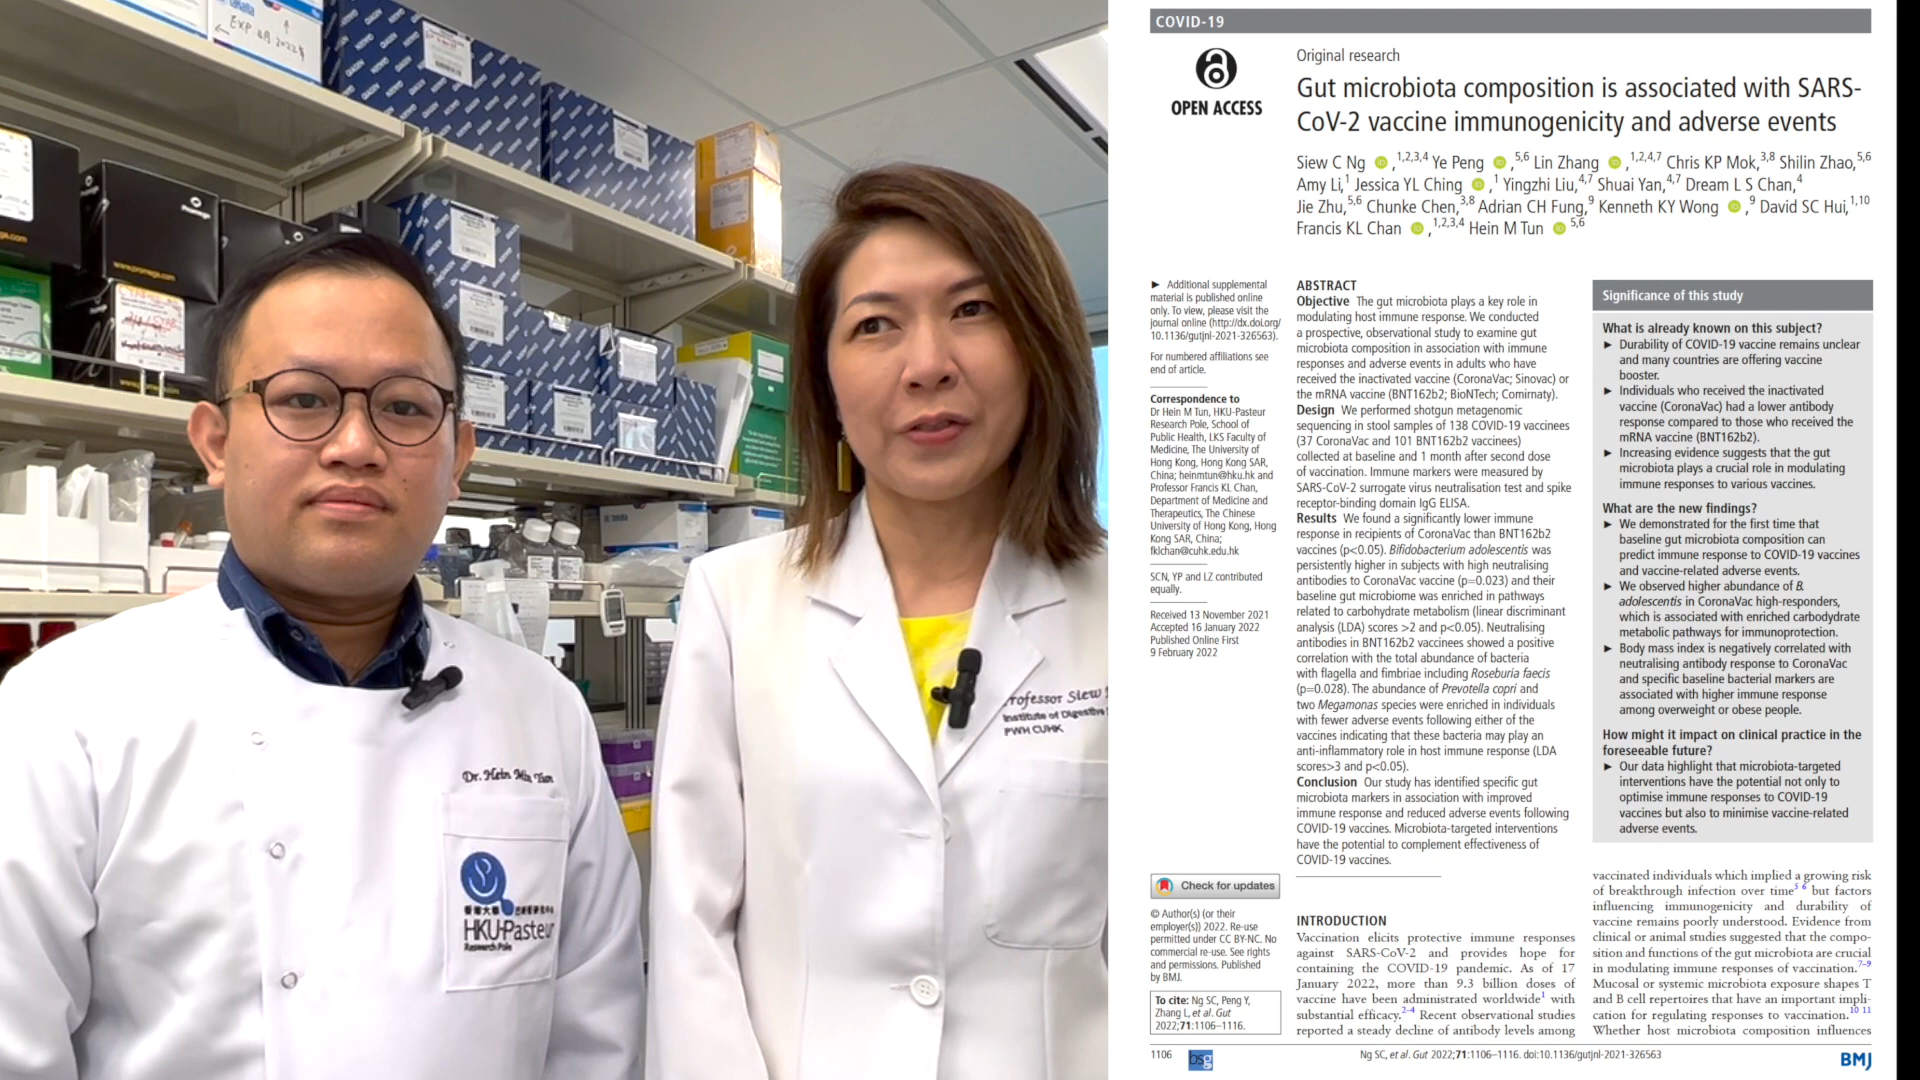 EXP 4月 2022年
Promega
www.promega.com
QIAGEN
Dr. Hein Min Tun
HKU-Pasteur
Research Pole
Professor Siew
Institute of Digestive
PWH CUHK
COVID-19
OPEN ACCESS
Original research
Gut microbiota composition is associated with SARS-
CoV-2 vaccine immunogenicity and adverse events
Siew C Ng ,1,2,3,4 Ye Peng ,5,6 Lin Zhang ,1,2,4,7 Chris KP Mok,3,8 Shilin Zhao,5,6
Amy Li,1 Jessica YL Ching ,1 Yingzhi Liu,4,7 Shuai Yan,4,7 Dream L S Chan,4
Jie Zhu,5,6 Chunke Chen,3,8 Adrian CH Fung,9 Kenneth KY Wong ,9 David SC Hui,1,10
Francis KL Chan ,1,2,3,4 Hein M Tun 5,6
► Additional supplemental
material is published online
only. To view, please visit the
journal online (http://dx.doi.org/
10.1136/gutjnl-2021-326563).
For numbered affiliations see
end of article.
Correspondence to
Dr Hein M Tun, HKU-Pasteur
Research Pole, School of
Public Health, LKS Faculty of
Medicine, The University of
Hong Kong, Hong Kong SAR,
China; heinmtun@hku.hk and
Professor Francis KL Chan,
Department of Medicine and
Therapeutics, The Chinese
University of Hong Kong, Hong
Kong SAR, China;
fklchan@cuhk.edu.hk
SCN, YP and LZ contributed
equally.
Received 13 November 2021
Accepted 16 January 2022
Published Online First
9 February 2022
Check for updates
© Author(s) (or their
employer(s)) 2022. Re-use
permitted under CC BY-NC. No
commercial re-use. See rights
and permissions. Published
by BMJ.
To cite: Ng SC, Peng Y,
Zhang L, et al. Gut
2022;71:1106–1116.
ABSTRACT
Objective The gut microbiota plays a key role in
modulating host immune response. We conducted
a prospective, observational study to examine gut
microbiota composition in association with immune
responses and adverse events in adults who have
received the inactivated vaccine (CoronaVac; Sinovac) or
the mRNA vaccine (BNT162b2; BioNTech; Comirnaty).
Design We performed shotgun metagenomic
sequencing in stool samples of 138 COVID-19 vaccinees
(37 CoronaVac and 101 BNT162b2 vaccinees)
collected at baseline and 1 month after second dose
of vaccination. Immune markers were measured by
SARS-CoV-2 surrogate virus neutralisation test and spike
receptor-binding domain IgG ELISA.
Results We found a significantly lower immune
response in recipients of CoronaVac than BNT162b2
vaccines (p<0.05). Bifidobacterium adolescentis was
persistently higher in subjects with high neutralising
antibodies to CoronaVac vaccine (p=0.023) and their
baseline gut microbiome was enriched in pathways
related to carbohydrate metabolism (linear discriminant
analysis (LDA) scores >2 and p<0.05). Neutralising
antibodies in BNT162b2 vaccinees showed a positive
correlation with the total abundance of bacteria
with flagella and fimbriae including Roseburia faecis
(p=0.028). The abundance of Prevotella copri and
two Megamonas species were enriched in individuals
with fewer adverse events following either of the
vaccines indicating that these bacteria may play an
anti-inflammatory role in host immune response (LDA
scores>3 and p<0.05).
Conclusion Our study has identified specific gut
microbiota markers in association with improved
immune response and reduced adverse events following
COVID-19 vaccines. Microbiota-targeted interventions
have the potential to complement effectiveness of
COVID-19 vaccines.
INTRODUCTION
Vaccination elicits protective immune responses
against SARS-CoV-2 and provides hope for
containing the COVID-19 pandemic. As of 17
January 2022, more than 9.3 billion doses of
vaccine have been administrated worldwide1 with
substantial efficacy.2–4 Recent observational studies
reported a steady decline of antibody levels among
Significance of this study
What is already known on this subject?
► Durability of COVID-19 vaccine remains unclear
and many countries are offering vaccine
booster.
► Individuals who received the inactivated
vaccine (CoronaVac) had a lower antibody
response compared to those who received the
mRNA vaccine (BNT162b2).
► Increasing evidence suggests that the gut
microbiota plays a crucial role in modulating
immune responses to various vaccines.
What are the new findings?
► We demonstrated for the first time that
baseline gut microbiota composition can
predict immune response to COVID-19 vaccines
and vaccine-related adverse events.
► We observed higher abundance of B.
adolescentis in CoronaVac high-responders,
which is associated with enriched carbodydrate
metabolic pathways for immunoprotection.
► Body mass index is negatively correlated with
neutralising antibody response to CoronaVac
and specific baseline bacterial markers are
associated with higher immune response
among overweight or obese people.
How might it impact on clinical practice in the
foreseeable future?
► Our data highlight that microbiota-targeted
interventions have the potential not only to
optimise immune responses to COVID-19
vaccines but also to minimise vaccine-related
adverse events.
vaccinated individuals which implied a growing risk
of breakthrough infection over time5 6 but factors
influencing immunogenicity and durability of
vaccine remains poorly understood. Evidence from
clinical or animal studies suggested that the compo-
sition and functions of the gut microbiota are crucial
in modulating immune responses of vaccination.7–9
Mucosal or systemic microbiota exposure shapes T
and B cell repertoires that have an important impli-
cation for regulating responses to vaccination.10 11
Whether host microbiota composition influences
1106
bsg
Ng SC, et al. Gut 2022;71:1106–1116. doi:10.1136/gutjnl-2021-326563
BMJ